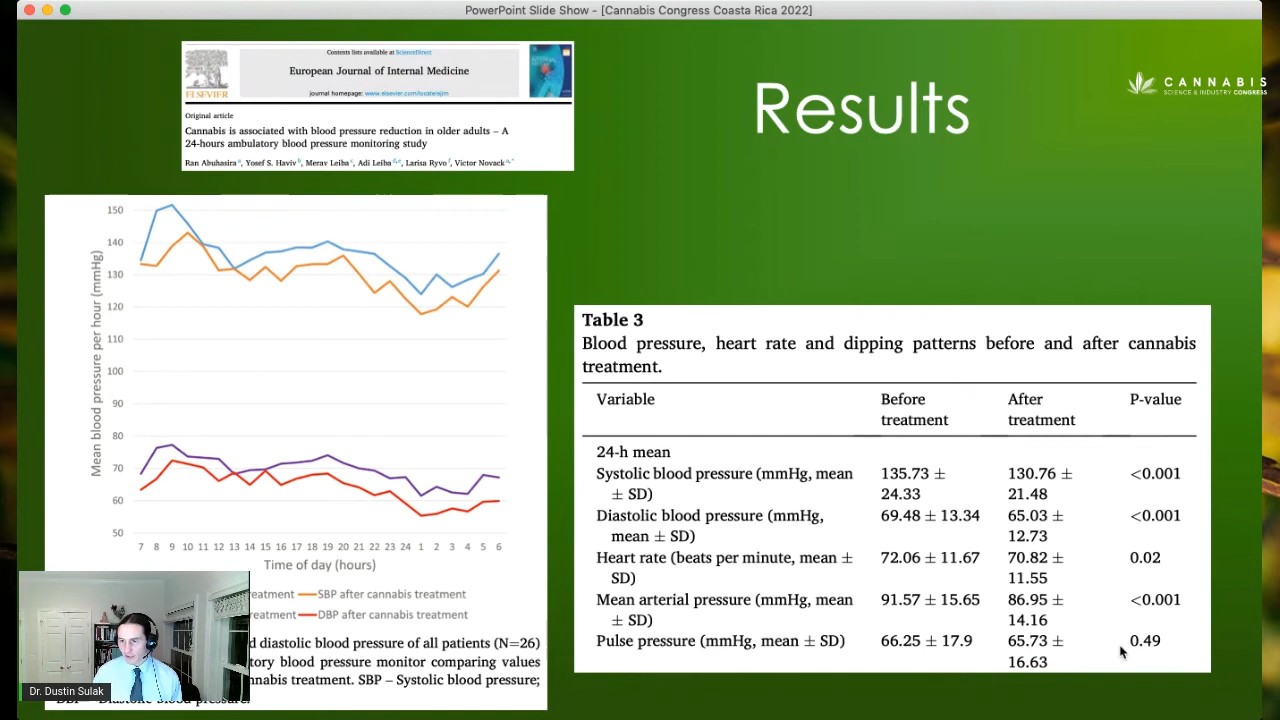 PowerPoint Slide Show - [Cannabis Congress Coasta Rica 2022]
Contents lists available at ScienceDirect
European Journal of Internal Medicine
journal homepage: www.elsevier.com/locate/ejim
ELSEVIER
Original article
Cannabis is associated with blood pressure reduction in older adults – A
24-hours ambulatory blood pressure monitoring study
Ran Abuhasira a, Yosef S. Haviv b, Merav Leiba c, Adi Leiba d,e, Larisa Ryvo f, Victor Novack a,*
Results
CANNABIS
SCIENCE & INDUSTRY CONGRESS
Mean blood pressure per hour (mmHg)
150
140
130
120
110
100
90
80
70
60
50
7 8 9 10 11 12 13 14 15 16 17 18 19 20 21 22 23 24 1 2 3 4 5 6
Time of day (hours)
eatment SBP after cannabis treatment
reatment DBP after cannabis treatment
d diastolic blood pressure of all patients (N=26)
tory blood pressure monitor comparing values
nnabis treatment. SBP – Systolic blood pressure;
Dr. Dustin Sulak
Table 3
Blood pressure, heart rate and dipping patterns before and after cannabis
treatment.
Variable Before treatment After treatment P-value
24-h mean
Systolic blood pressure (mmHg, mean ± SD) 135.73 ± 24.33 130.76 ± 21.48 <0.001
Diastolic blood pressure (mmHg, mean ± SD) 69.48 ± 13.34 65.03 ± 12.73 <0.001
Heart rate (beats per minute, mean ± SD) 72.06 ± 11.67 70.82 ± 11.55 0.02
Mean arterial pressure (mmHg, mean ± SD) 91.57 ± 15.65 86.95 ± 14.16 <0.001
Pulse pressure (mmHg, mean ± SD) 66.25 ± 17.9 65.73 ± 16.63 0.49